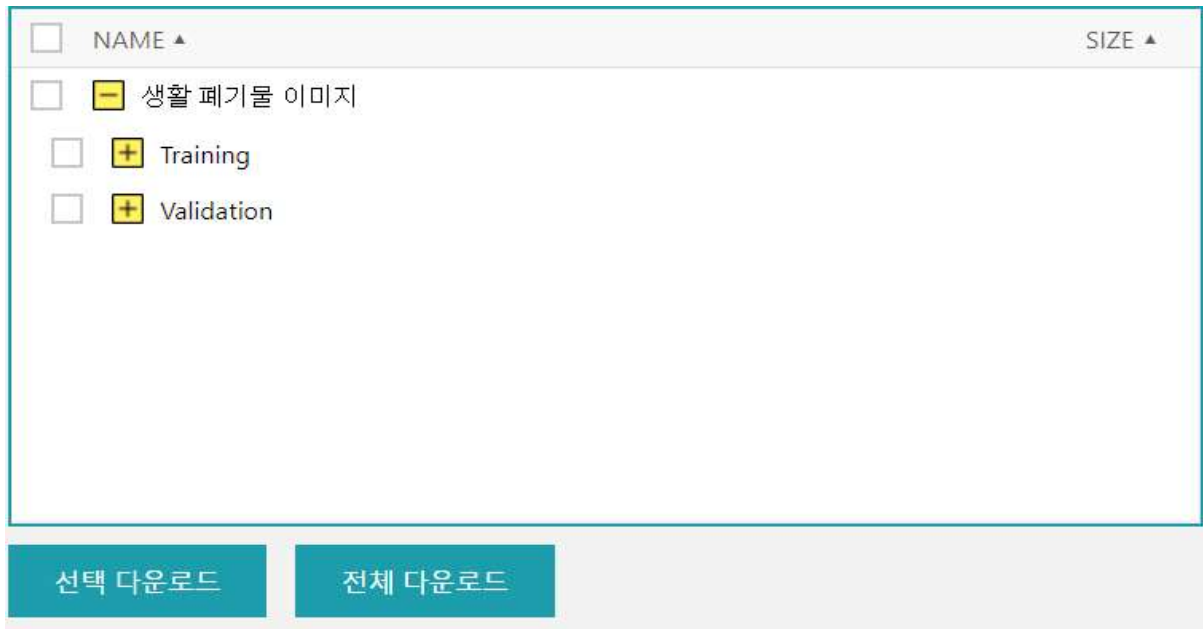 NAME ▲ SIZE ▲
생활 폐기물 이미지
Training
Validation
선택 다운로드 전체 다운로드